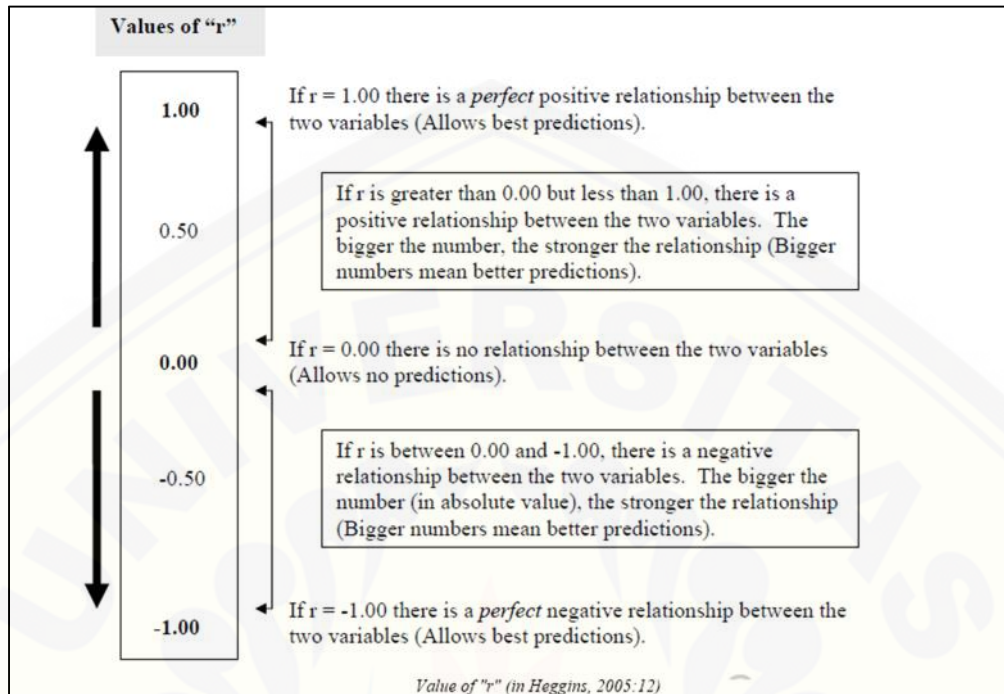 Values of “r”
1.00
If r = 1.00 there is a perfect positive relationship between the
two variables (Allows best predictions).
If r is greater than 0.00 but less than 1.00, there is a
positive relationship between the two variables. The
bigger the number, the stronger the relationship (Bigger
numbers mean better predictions).
0.50
0.00
If r = 0.00 there is no relationship between the two variables
(Allows no predictions).
If r is between 0.00 and -1.00, there is a negative
relationship between the two variables. The bigger the
number (in absolute value), the stronger the relationship
(Bigger numbers mean better predictions).
-0.50
-1.00
If r = -1.00 there is a perfect negative relationship between the
two variables (Allows best predictions).
Value of "r" (in Heggins, 2005:12)
UNIVERSITAS